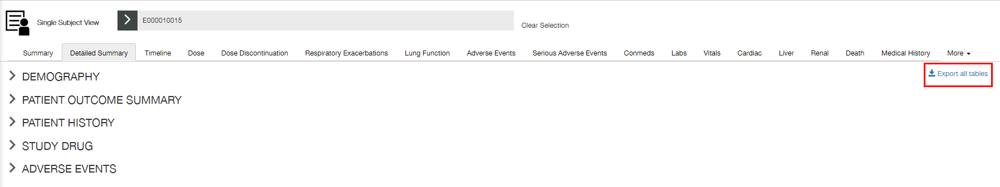 Single Subject View
E000010015
Clear Selection
Summary Detailed Summary Timeline Dose Dose Discontinuation Respiratory Exacerbations Lung Function Adverse Events Serious Adverse Events Conmeds Labs Vitals Cardiac Liver Renal Death Medical History More
Export all tables
DEMOGRAPHY
PATIENT OUTCOME SUMMARY
PATIENT HISTORY
STUDY DRUG
ADVERSE EVENTS